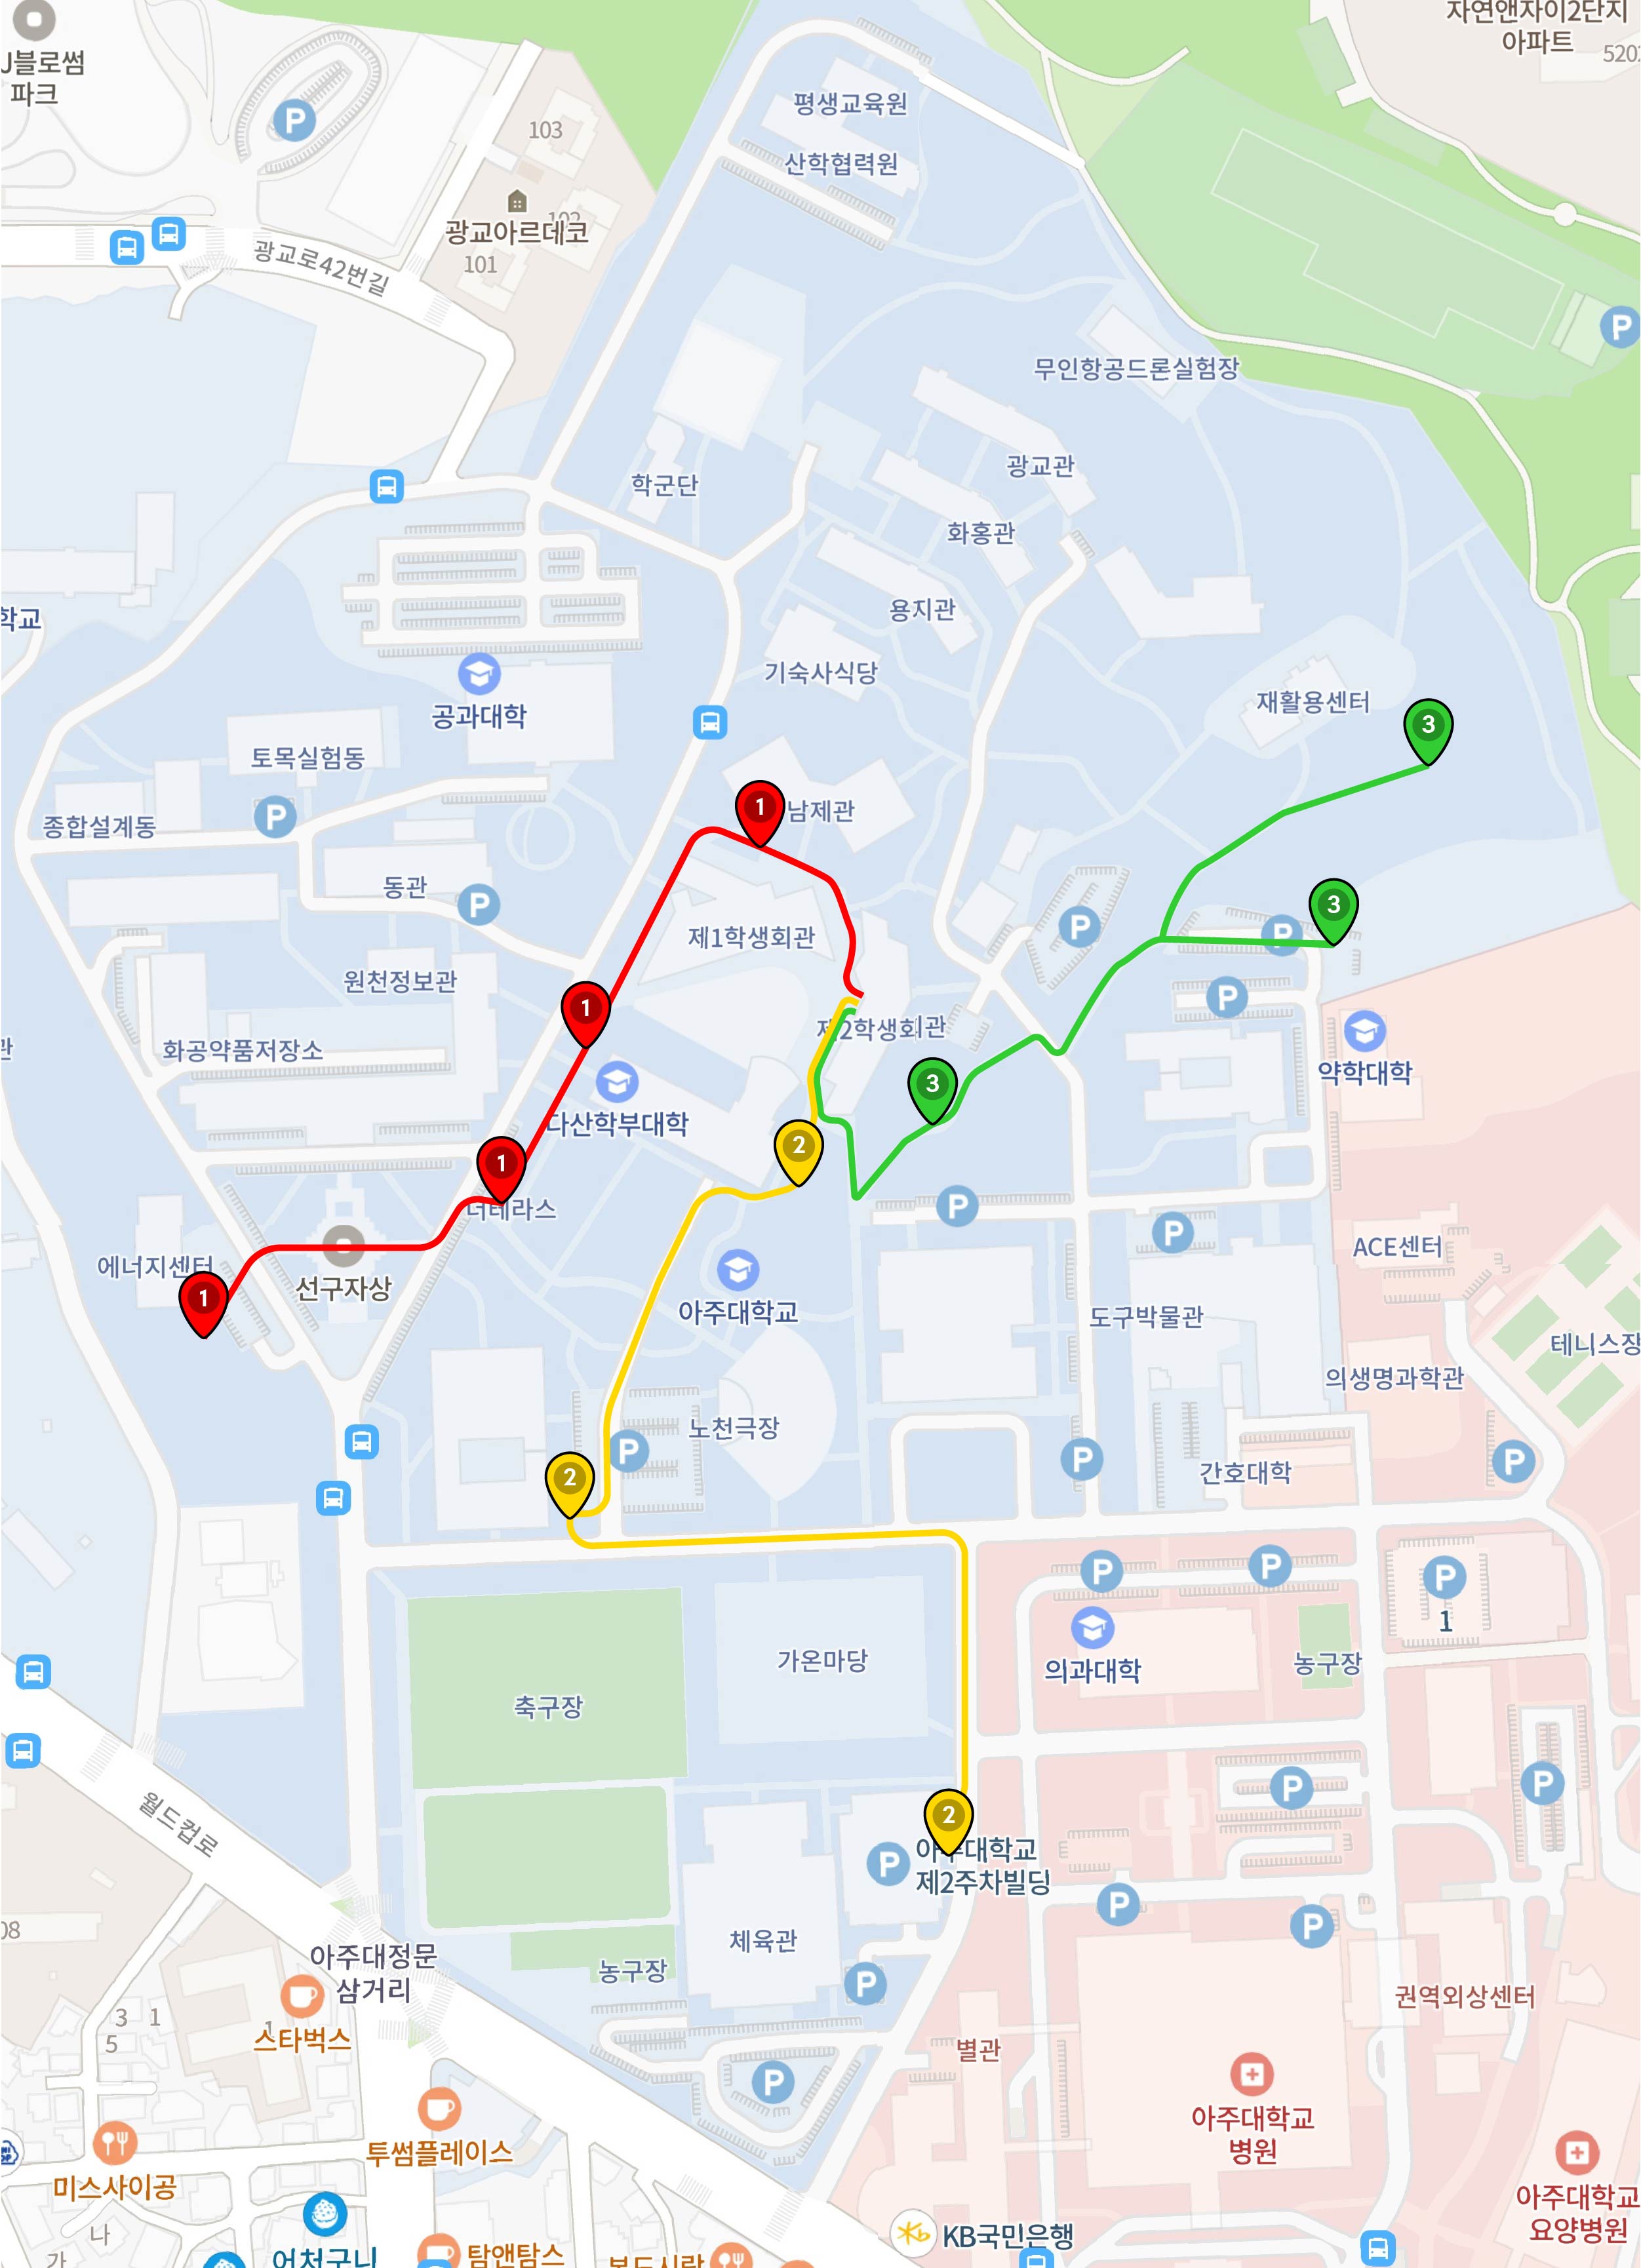 자연앤자이2단지
아파트
J블로썸
파크
P
103
평생교육원
산학협력원
102
광교아르데코
101
광교로42번길
P
무인항공드론실험장
광교관
학군단
화홍관
용지관
학교
기숙사식당
공과대학
재활용센터
3
토목실험동
1
남제관
P
종합설계동
동관
P
3
P
P
제1학생회관
원천정보관
P
1
제2학생회관
화공약품저장소
관
약학대학
3
다산학부대학
2
1
더테라스
P
P
ACE센터
에너지센터
선구자상
1
아주대학교
도구박물관
테니스장
의생명과학관
노천극장
P
P
P
간호대학
2
P
P
P
1
의과대학
농구장
가온마당
축구장
P
P
월드컵로
2
P
아주대학교
제2주차빌딩
P
P
08
체육관
아주대정문
삼거리
농구장
P
권역외상센터
3 1
5
1
스타벅스
별관
P
아주대학교
병원
투썸플레이스
미스사이공
아주대학교
요양병원
나
가
KB국민은행
탐앤탐스